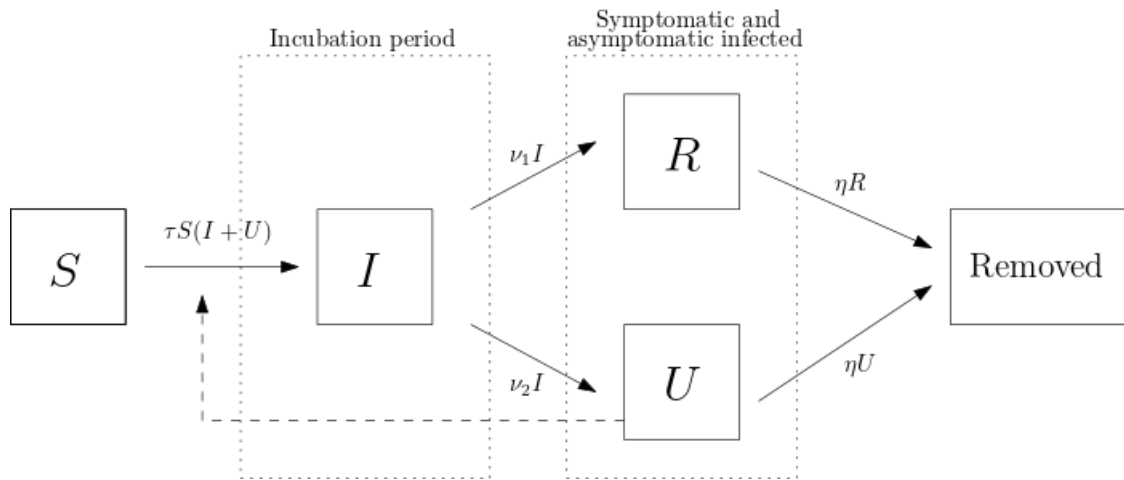 Symptomatic and
asymptomatic infected
Incubation period
ν₁I
R
ηR
τS(I + U)
S
I
Removed
ν₂I
U
ηU